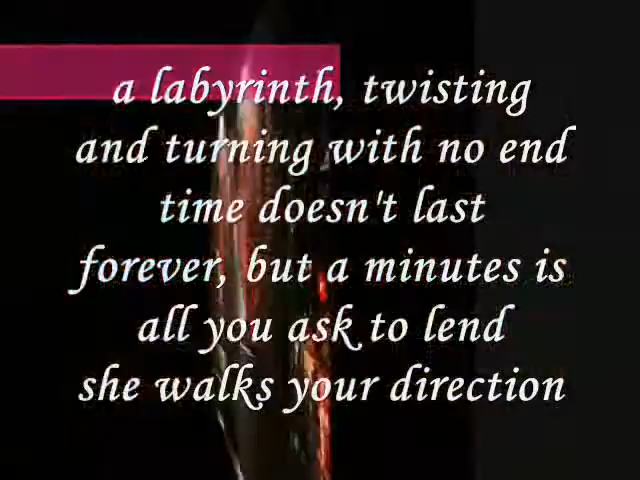 a labyrinth, twisting
and turning with no end
time doesn't last
forever, but a minutes is
all you ask to lend
she walks your direction